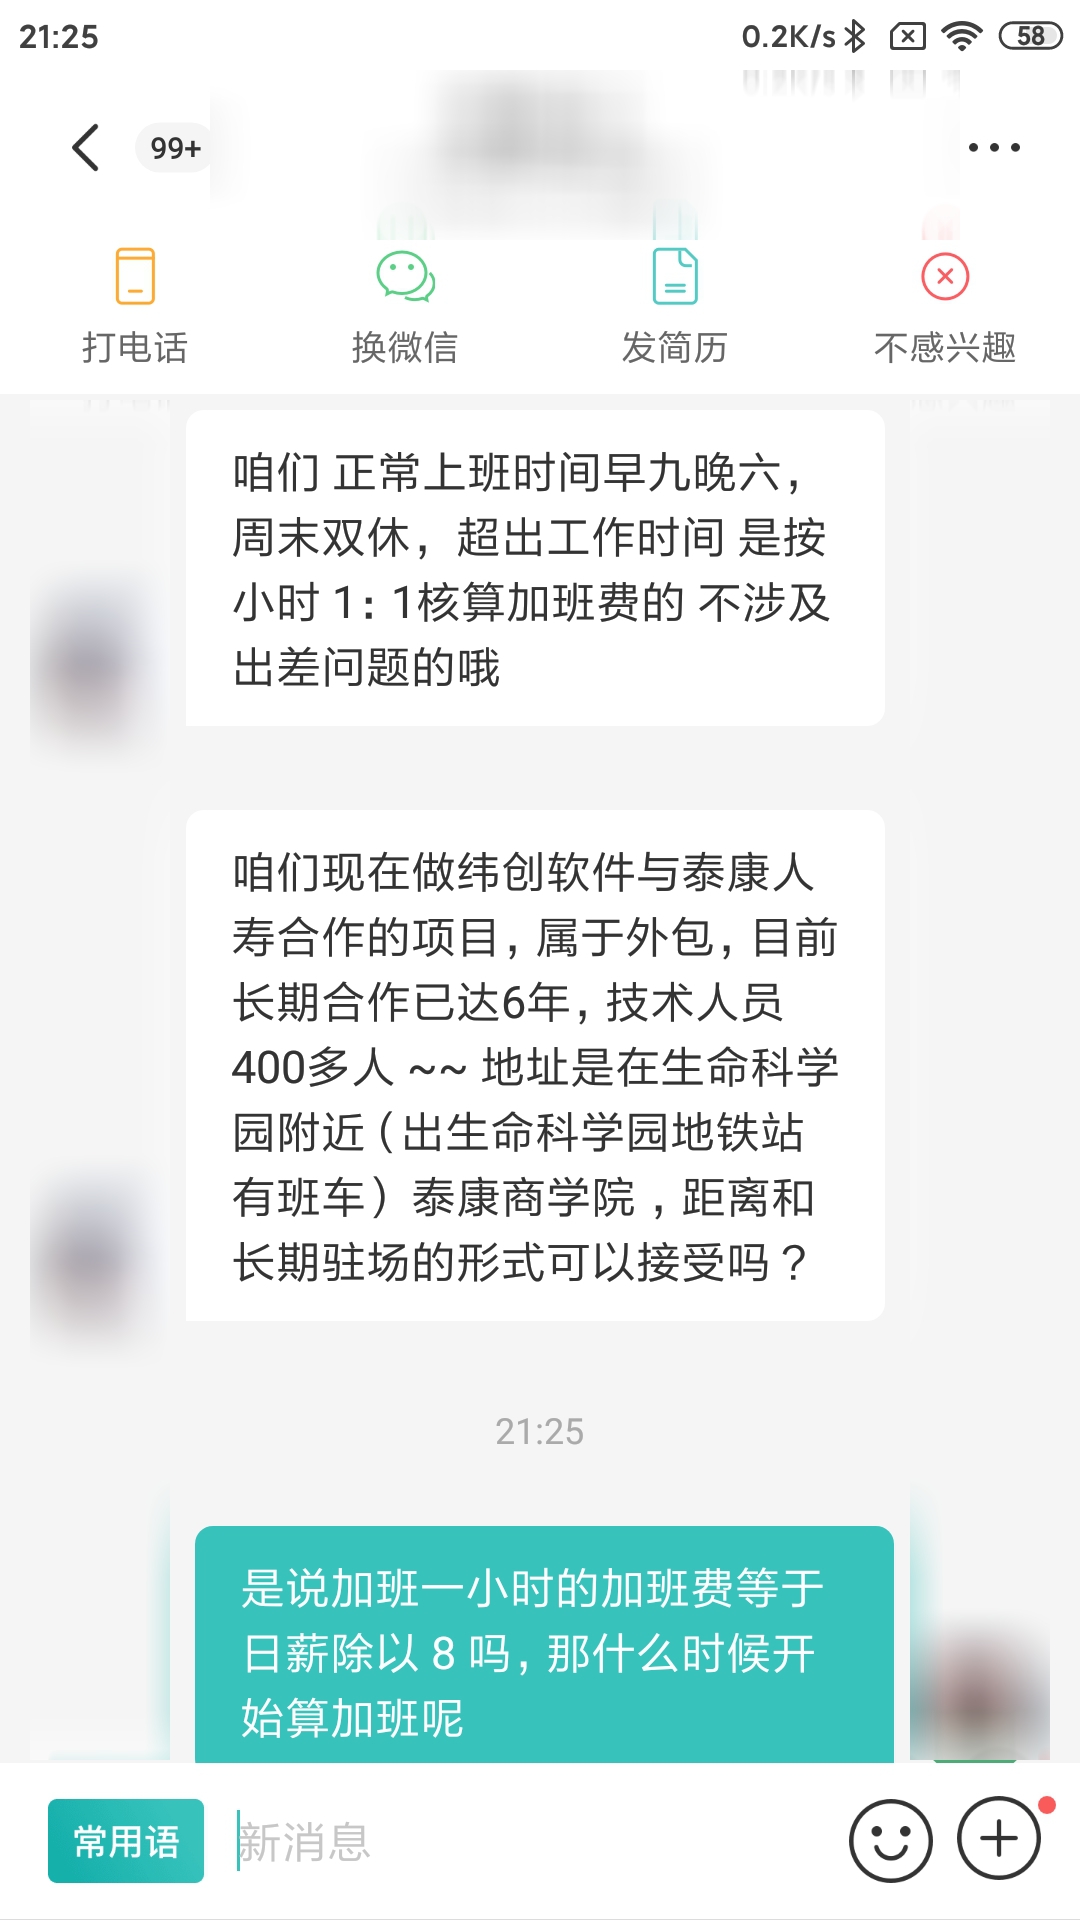 21:25 0.2K/s 58
99+
打电话 换微信 发简历 不感兴趣
咱们 正常上班时间早九晚六，
周末双休，超出工作时间 是按
小时 1：1核算加班费的 不涉及
出差问题的哦
咱们现在做纬创软件与泰康人
寿合作的项目，属于外包，目前
长期合作已达6年，技术人员
400多人 ~~ 地址是在生命科学
园附近（出生命科学园地铁站
有班车）泰康商学院 ，距离和
长期驻场的形式可以接受吗？
21:25
是说加班一小时的加班费等于
日薪除以 8 吗，那什么时候开
始算加班呢
常用语 新消息